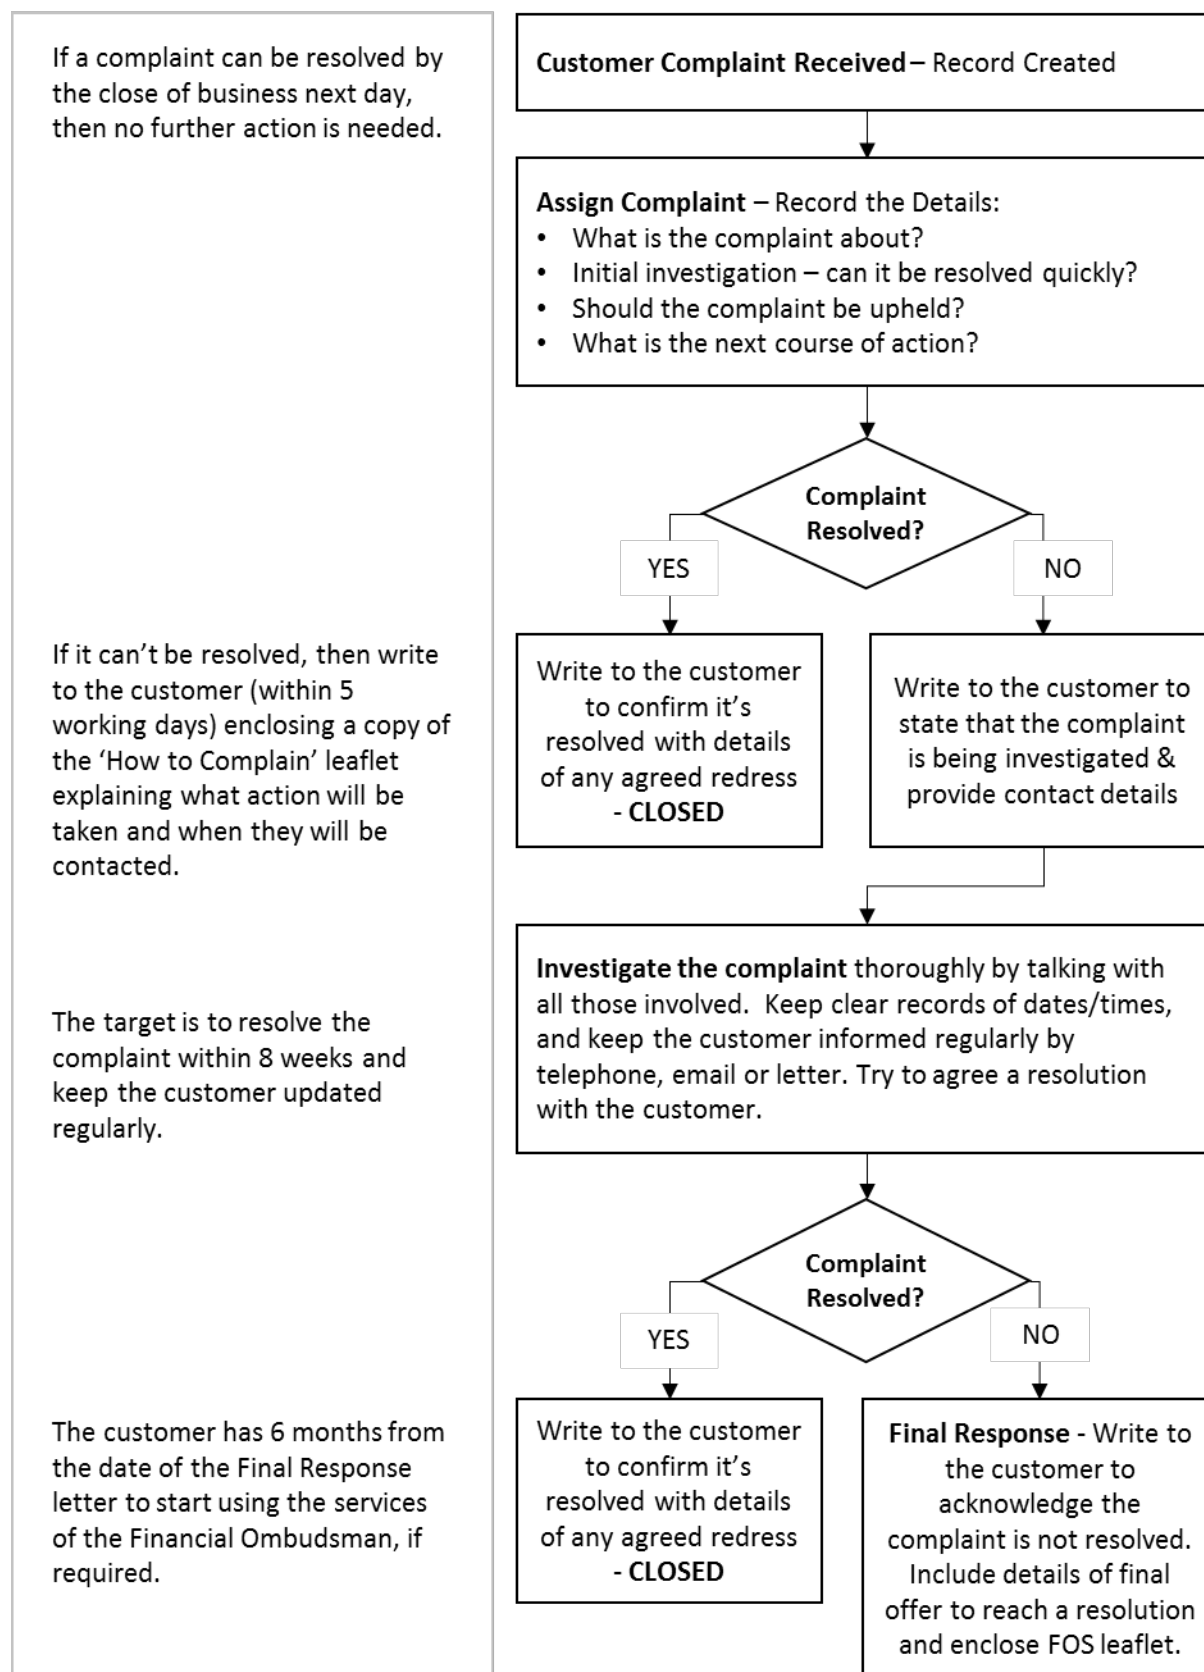 If a complaint can be resolved by
the close of business next day,
then no further action is needed.
Customer Complaint Received – Record Created
Assign Complaint – Record the Details:
• What is the complaint about?
• Initial investigation – can it be resolved quickly?
• Should the complaint be upheld?
• What is the next course of action?
Complaint
Resolved?
YES
NO
If it can’t be resolved, then write
to the customer (within 5
working days) enclosing a copy of
the ‘How to Complain’ leaflet
explaining what action will be
taken and when they will be
contacted.
Write to the customer
to confirm it’s
resolved with details
of any agreed redress
- CLOSED
Write to the customer to
state that the complaint
is being investigated &
provide contact details
The target is to resolve the
complaint within 8 weeks and
keep the customer updated
regularly.
Investigate the complaint thoroughly by talking with
all those involved.  Keep clear records of dates/times,
and keep the customer informed regularly by
telephone, email or letter. Try to agree a resolution
with the customer.
Complaint
Resolved?
YES
NO
The customer has 6 months from
the date of the Final Response
letter to start using the services
of the Financial Ombudsman, if
required.
Write to the customer
to confirm it’s
resolved with details
of any agreed redress
- CLOSED
Final Response - Write to
the customer to
acknowledge the
complaint is not resolved.
Include details of final
offer to reach a resolution
and enclose FOS leaflet.